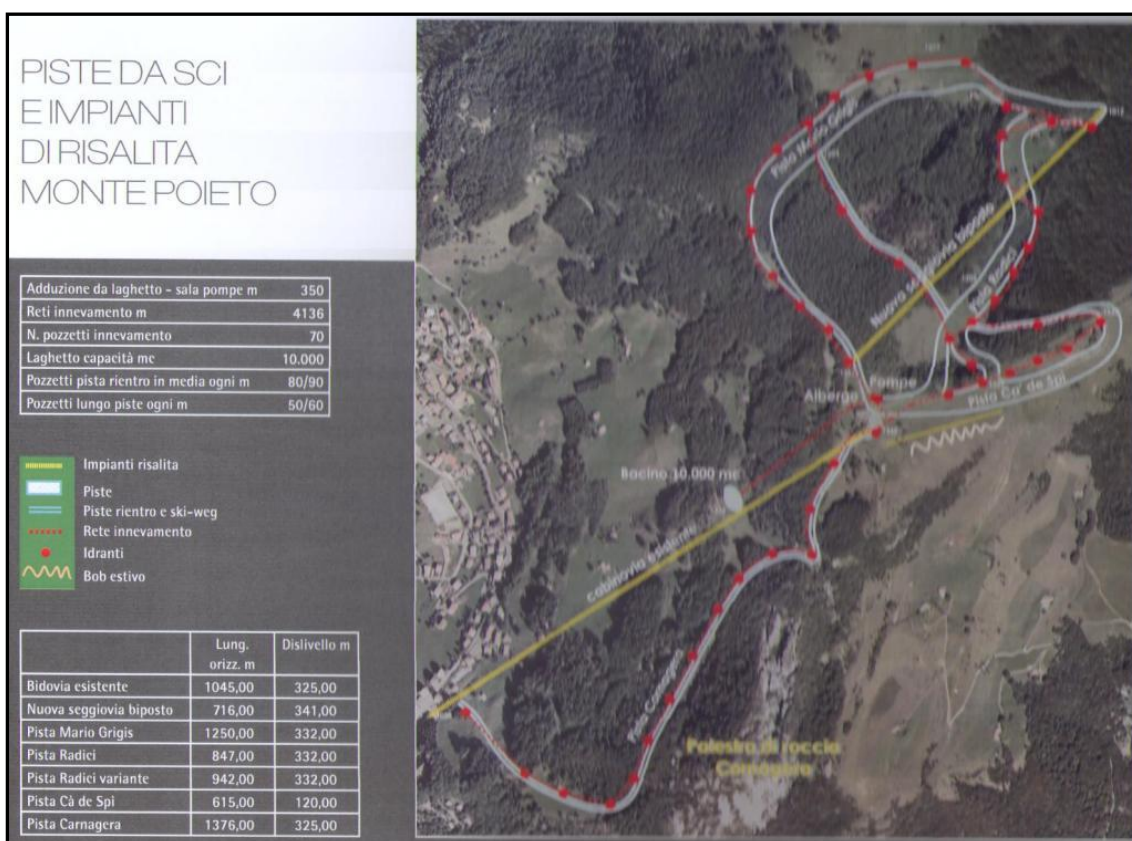 PISTE DA SCI
E IMPIANTI
DI RISALITA
MONTE POIETO
Adduzione da laghetto - sala pompe m 350
Reti innevamento m 4136
N. pozzetti innevamento 70
Laghetto capacità mc 10.000
Pozzetti pista rientro in media ogni m 80/90
Pozzetti lungo piste ogni m 50/60
Impianti risalita
Piste
Piste rientro e ski-weg
Rete innevamento
Idranti
Bob estivo
Lung. Dislivello m
orizz. m
Bidovia esistente 1045,00 325,00
Nuova seggiovia biposto 716,00 341,00
Pista Mario Grigis 1250,00 332,00
Pista Radici 847,00 332,00
Pista Radici variante 942,00 332,00
Pista Cà de Spi 615,00 120,00
Pista Carnagera 1376,00 325,00
Pista Mario Grigis
Nuova seggiovia biposto
Pista Radici
Pompe
Albergo
Pista Ca' de Spi
Bacino 10.000 mc
cabinovia esistente
Pista Carnagera
Palestra di roccia
Cornagera